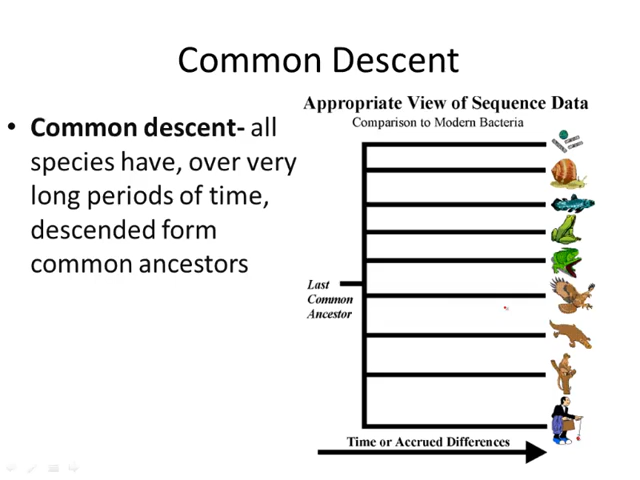 Common Descent
• Common descent- all
species have, over very
long periods of time,
descended form
common ancestors
Appropriate View of Sequence Data
Comparison to Modern Bacteria
Last
Common
Ancestor
Time or Accrued Differences